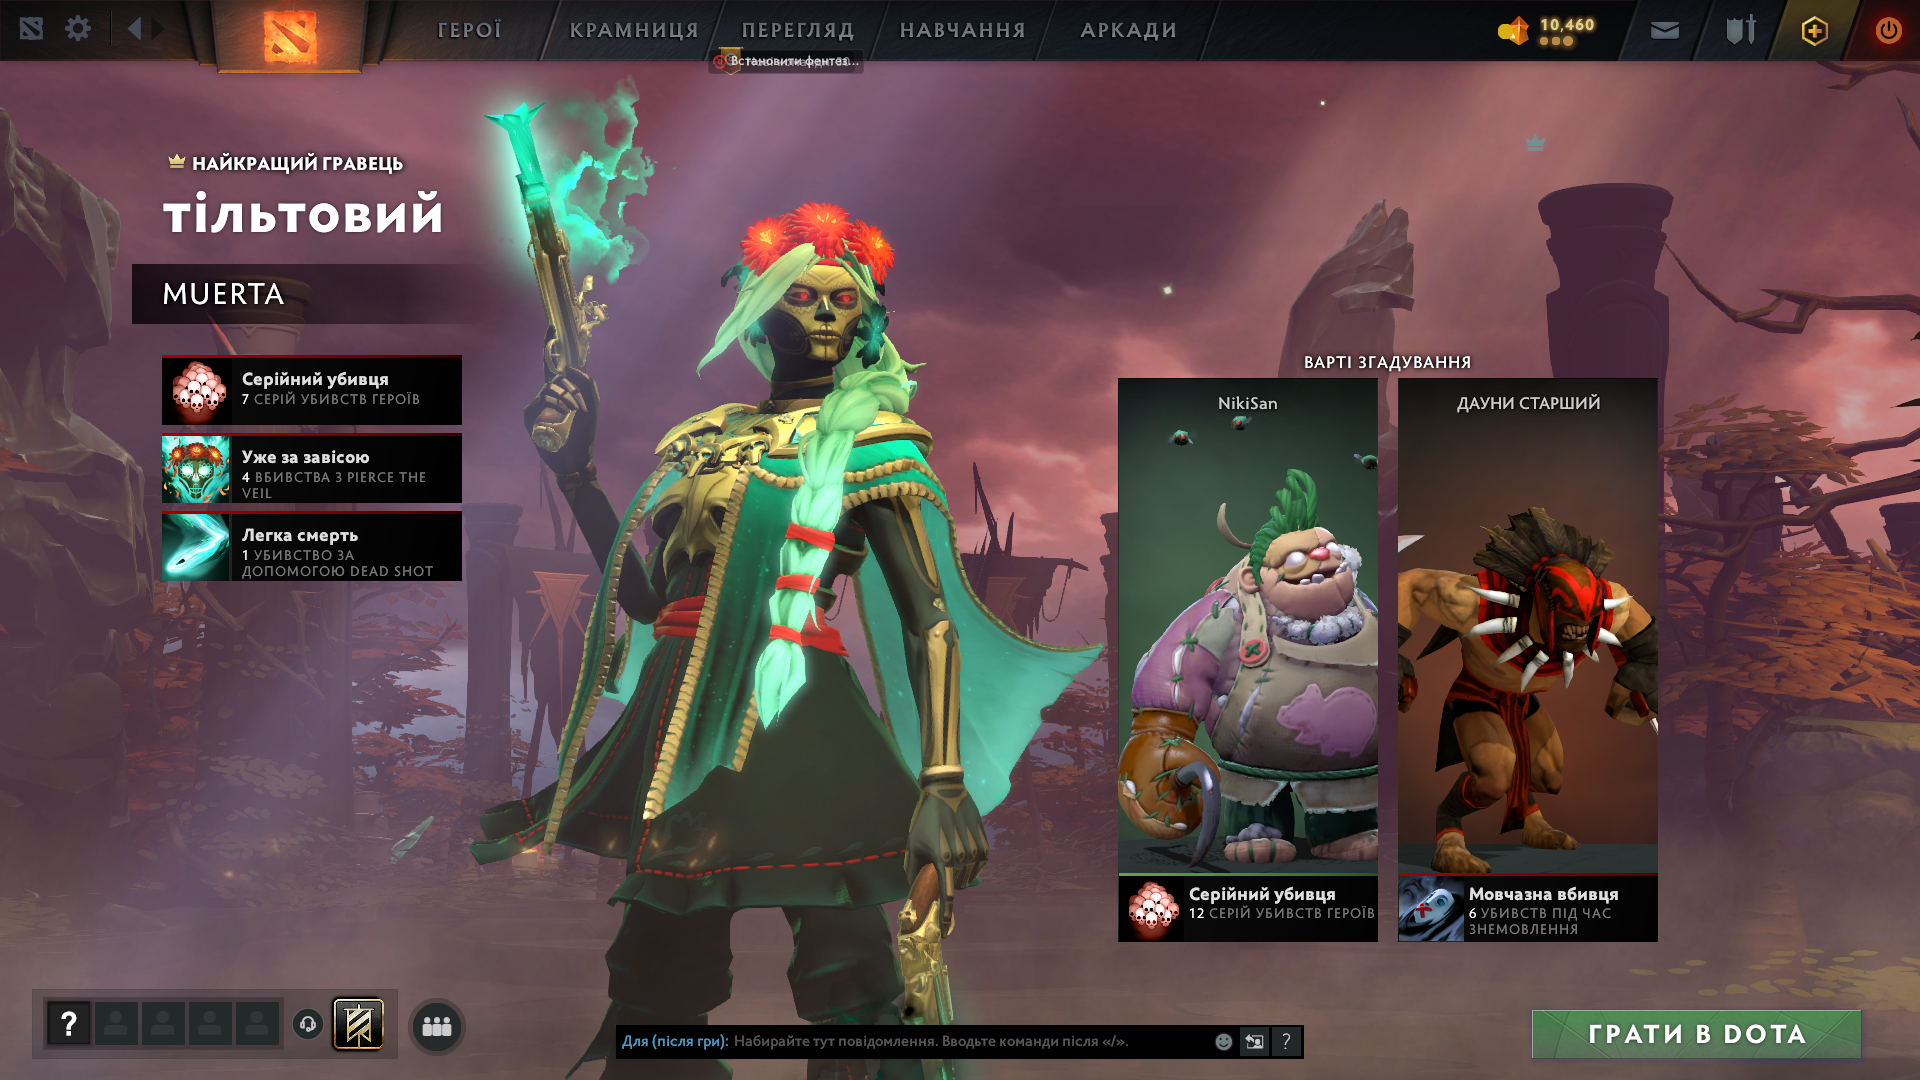 ГЕРОЇ
КРАМНИЦЯ
ПЕРЕГЛЯД
НАВЧАННЯ
АРКАДИ
10,460
Встановити фентез...
НАЙКРАЩИЙ ГРАВЕЦЬ
тільтовий
MUERTA
Серійний убивця
7 СЕРІЙ УБИВСТВ ГЕРОЇВ
Уже за завісою
4 ВБИВСТВА З PIERCE THE
VEIL
Легка смерть
1 УБИВСТВО ЗА
ДОПОМОГОЮ DEAD SHOT
ВАРТІ ЗГАДУВАННЯ
NikiSan
Серійний убивця
12 СЕРІЙ УБИВСТВ ГЕРОЇВ
ДАУНИ СТАРШИЙ
Мовчазна вбивця
6 УБИВСТВ ПІД ЧАС
ЗНЕМОВЛЕННЯ
?
Для (після гри): Набирайте тут повідомлення. Вводьте команди після «/».
?
ГРАТИ В DOTA